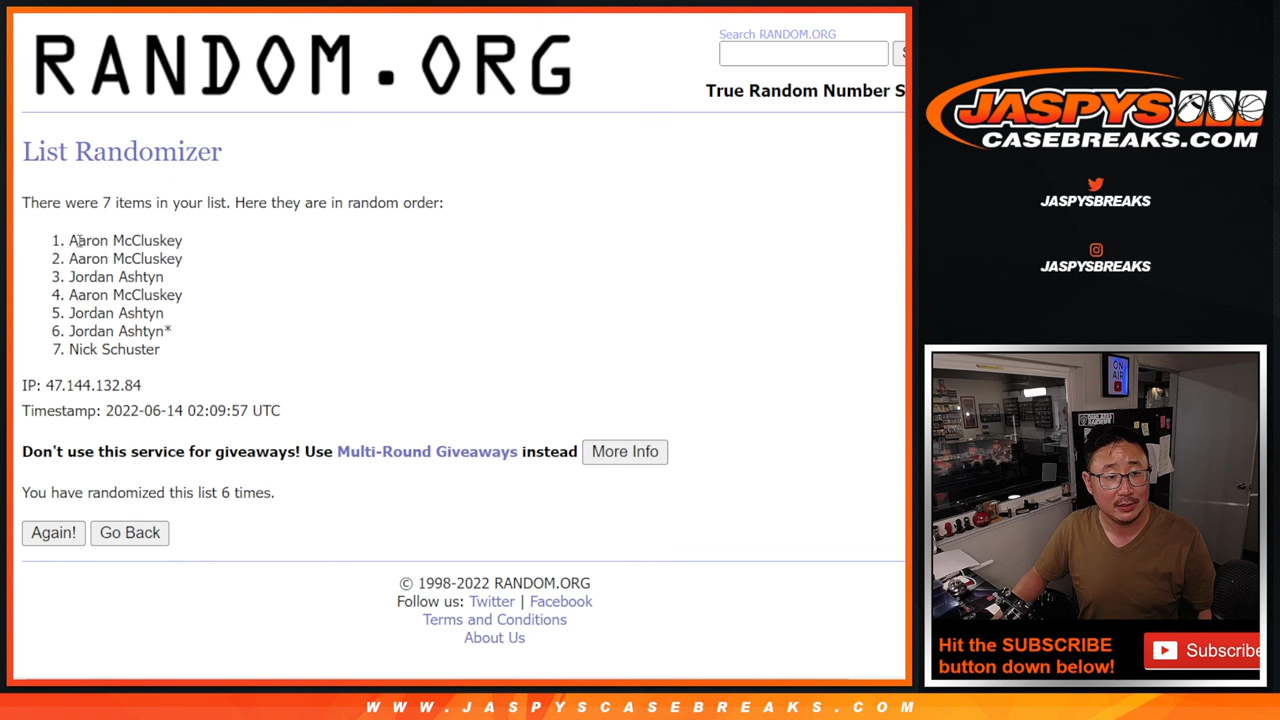 RANDOM.ORG
Search RANDOM.ORG
True Random Number S
List Randomizer
There were 7 items in your list. Here they are in random order:
1. Aaron McCluskey
2. Aaron McCluskey
3. Jordan Ashtyn
4. Aaron McCluskey
5. Jordan Ashtyn
6. Jordan Ashtyn*
7. Nick Schuster
IP: 47.144.132.84
Timestamp: 2022-06-14 02:09:57 UTC
Don't use this service for giveaways! Use Multi-Round Giveaways instead More Info
You have randomized this list 6 times.
Again! Go Back
© 1998-2022 RANDOM.ORG
Follow us: Twitter | Facebook
Terms and Conditions
About Us
JASPYS
CASEBREAKS.COM
JASPYSBREAKS
JASPYSBREAKS
ON
AIR
Hit the SUBSCRIBE
button down below!
Subscribe
WWW.JASPYSCASEBREAKS.COM